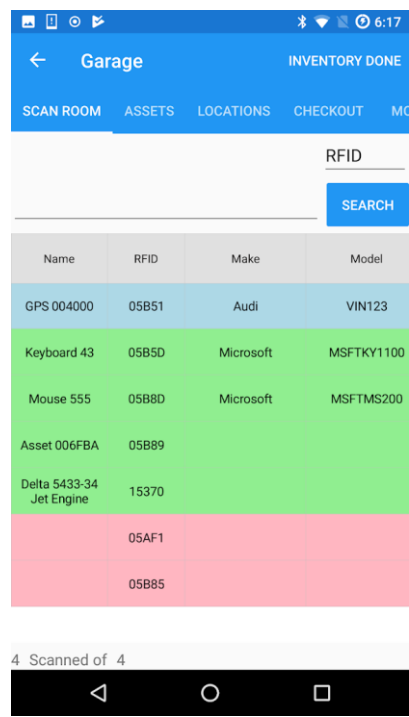 6:17
Garage
INVENTORY DONE
SCAN ROOM ASSETS LOCATIONS CHECKOUT MO
RFID
SEARCH
Name RFID Make Model
GPS 004000 05B51 Audi VIN123
Keyboard 43 05B5D Microsoft MSFTKY1100
Mouse 555 05B8D Microsoft MSFTMS200
Asset 006FBA 05B89
Delta 5433-34
Jet Engine 15370
05AF1
05B85
4 Scanned of 4